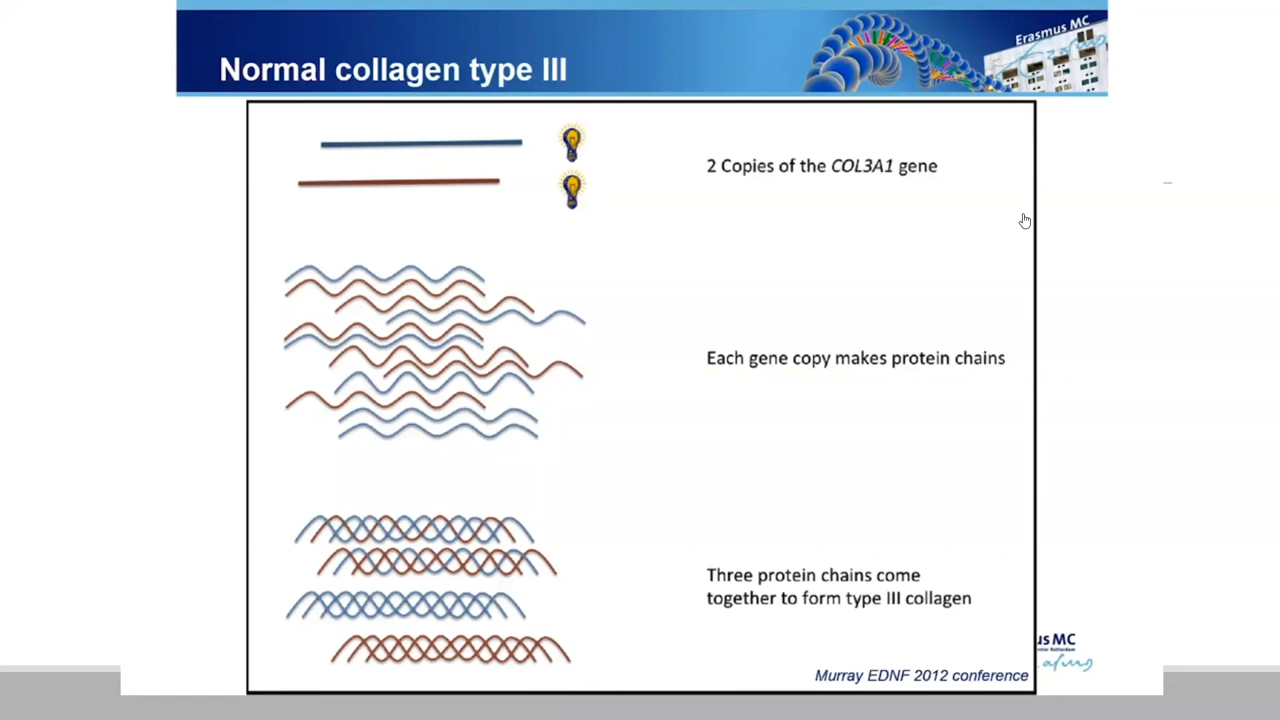 Erasmus MC
Normal collagen type III
2 Copies of the COL3A1 gene
Each gene copy makes protein chains
Three protein chains come
together to form type III collagen
us MC
Murray EDNF 2012 conference